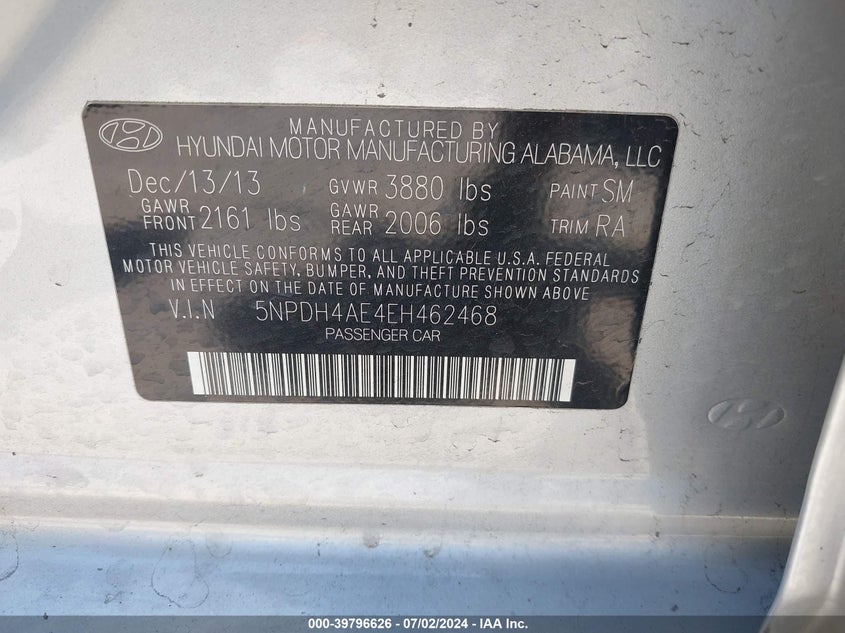 MANUFACTURED BY
HYUNDAI MOTOR MANUFACTURING ALABAMA, LLC
Dec/13/13 GVWR 3880 lbs PAINT SM
GAWR FRONT 2161 lbs GAWR REAR 2006 lbs TRIM RA
THIS VEHICLE CONFORMS TO ALL APPLICABLE U.S.A. FEDERAL
MOTOR VEHICLE SAFETY, BUMPER, AND THEFT PREVENTION STANDARDS
IN EFFECT ON THE DATE OF MANUFACTURE SHOWN ABOVE.
V.I.N 5NPDH4AE4EH462468
PASSENGER CAR
000-39796626 - 07/02/2024 - IAA Inc.